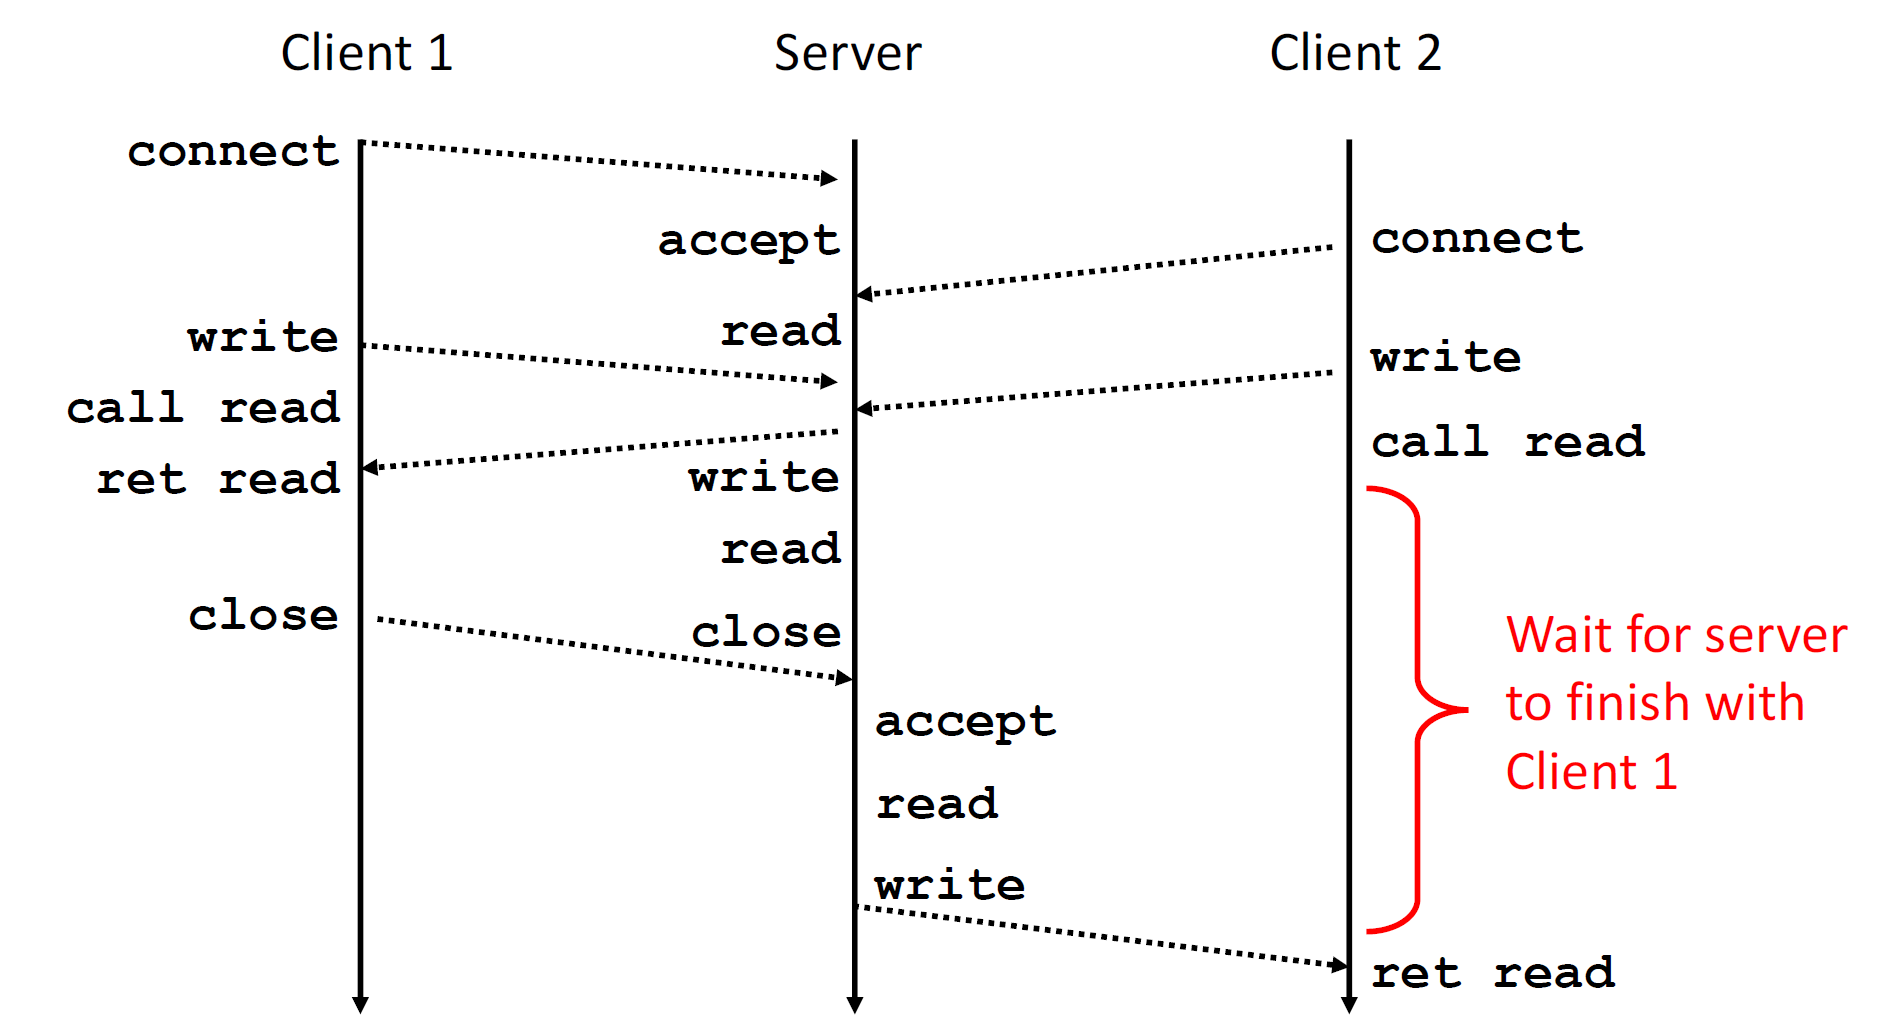 Client 1
Server
Client 2
connect
accept
connect
write
read
write
call read
call read
ret read
write
read
close
close
Wait for server
to finish with
Client 1
accept
read
write
ret read